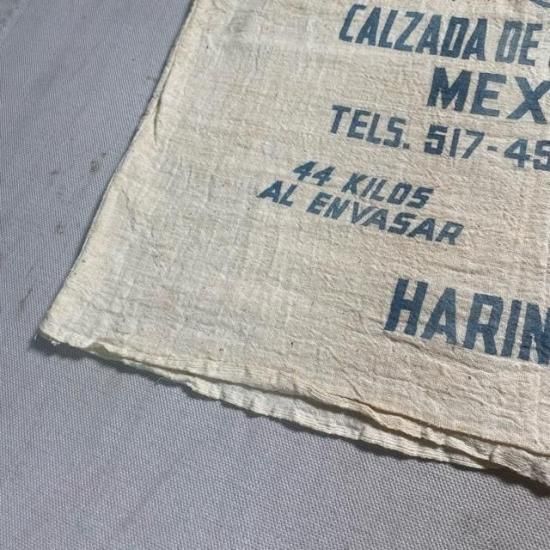 CALZADA DE
MEX
TELS. 517-45
44 KILOS
AL ENVASAR
HARIN